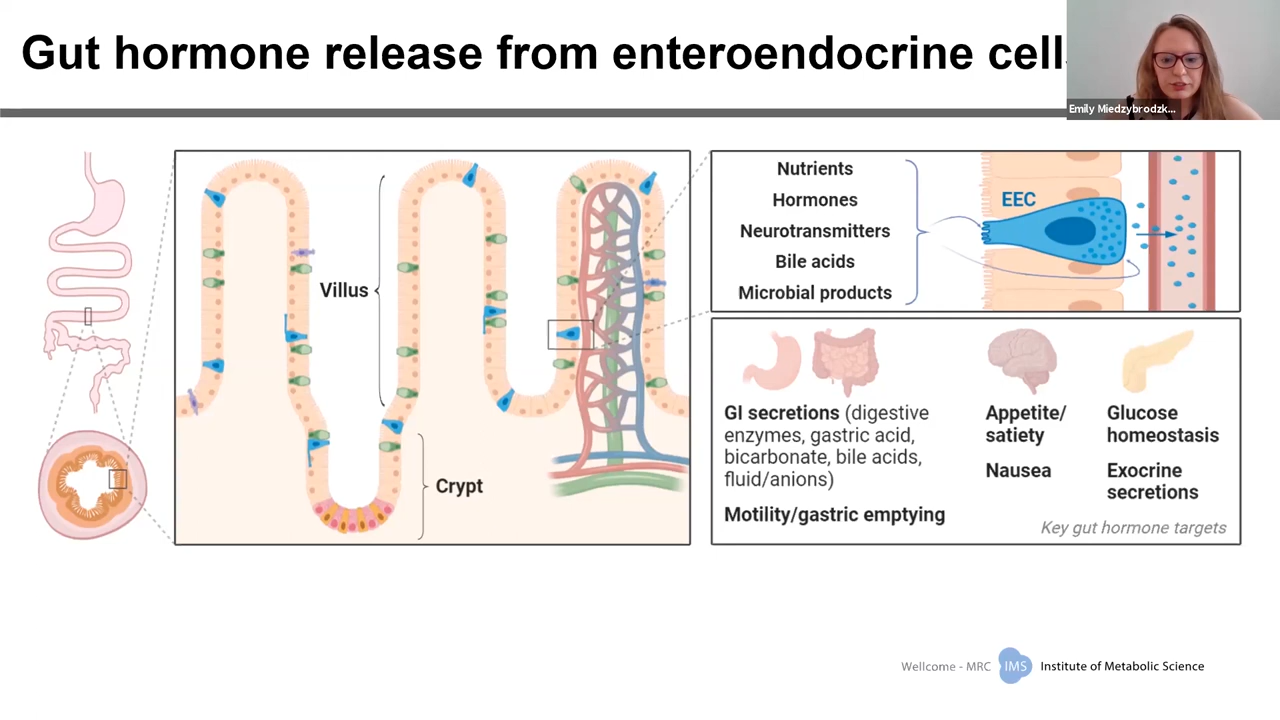 Gut hormone release from enteroendocrine cell
Emily Miedzybrodzk...
Villus
Crypt
Nutrients
Hormones
Neurotransmitters
Bile acids
Microbial products
EEC
GI secretions (digestive
enzymes, gastric acid,
bicarbonate, bile acids,
fluid/anions)
Motility/gastric emptying
Appetite/
satiety
Nausea
Glucose
homeostasis
Exocrine
secretions
Key gut hormone targets
Wellcome - MRC IMS Institute of Metabolic Science